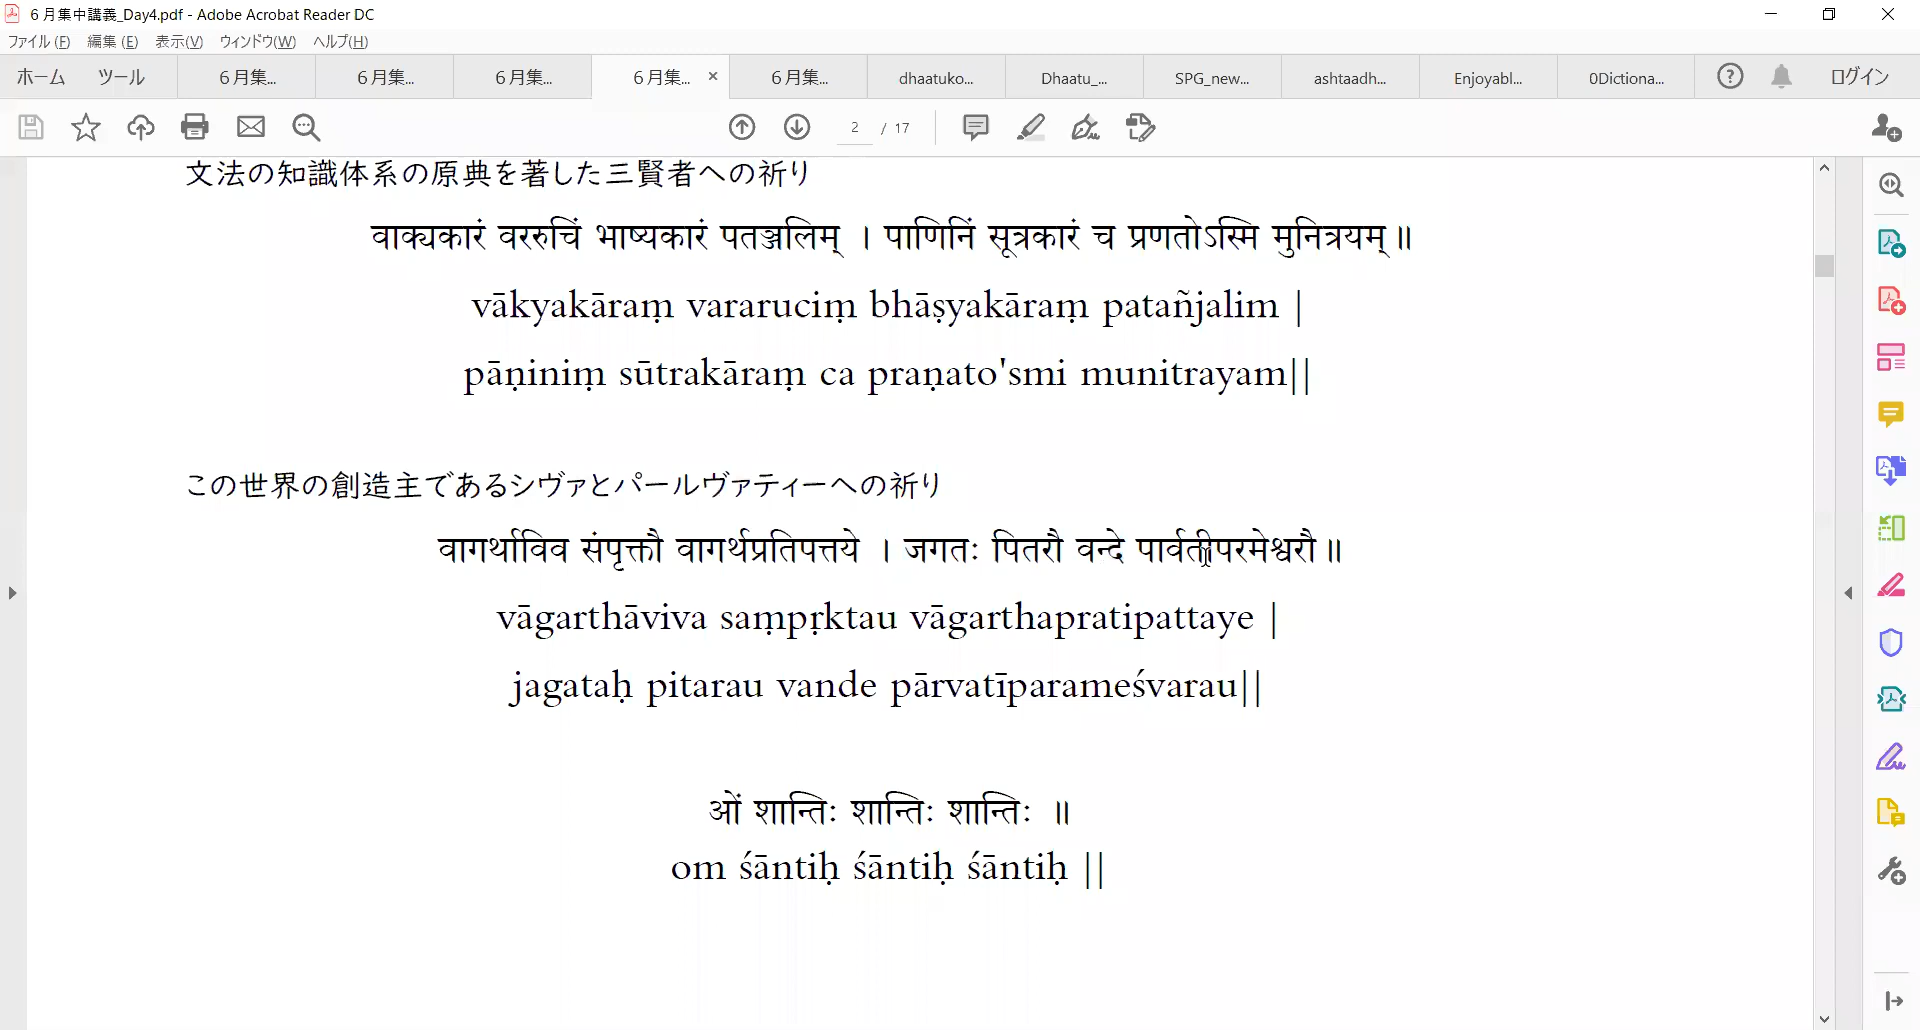 6月集中講義_Day4.pdf - Adobe Acrobat Reader DC
ファイル(F) 編集(E) 表示(V) ウィンドウ(W) ヘルプ(H)
ホーム ツール 6月集... 6月集... 6月集... 6月集... × 6月集... dhaatuko... Dhaatu_... SPG_new... ashtaadh... Enjoyabl... 0Dictiona... ログイン
2 / 17
文法の知識体系の原典を著した三賢者への祈り
वाक्यकारं वररुचिं भाष्यकारं पतञ्जलिम् । पाणिनिं सूत्रकारं च प्रणतोऽस्मि मुनित्रयम्॥
vākyakāraṃ vararuciṃ bhāṣyakāraṃ patañjalim |
pāṇiniṃ sūtrakāraṃ ca praṇato'smi munitrayam||
この世界の創造主であるシヴァとパールヴァティーへの祈り
वागर्थाविव संपृक्तौ वागर्थप्रतिपत्तये । जगतः पितरौ वन्दे पार्वतीपरमेश्वरौ॥
vāgarthāviva saṃpṛktau vāgarthapratipattaye |
jagataḥ pitarau vande pārvatīparameśvarau||
ओं शान्तिः शान्तिः शान्तिः ॥
om śāntiḥ śāntiḥ śāntiḥ ||